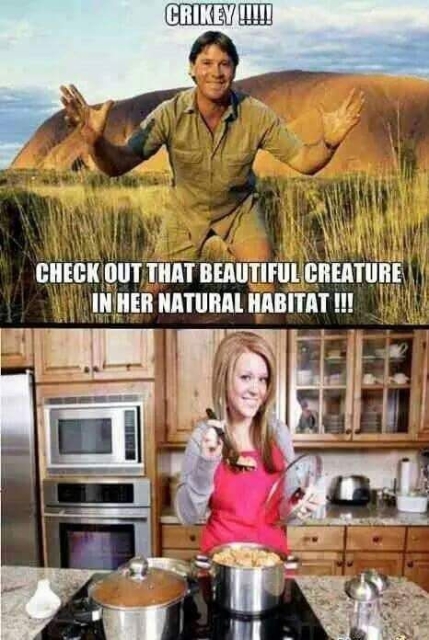 CRIKEY !!!!!
CHECK OUT THAT BEAUTIFUL CREATURE
IN HER NATURAL HABITAT !!!